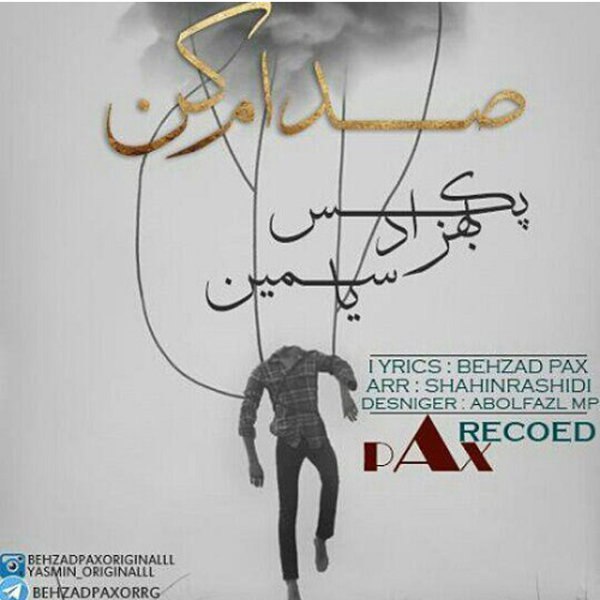 صدام کن
بهزاد پکس
یاسمین
lYRICS : BEHZAD PAX
ARR : SHAHINRASHIDI
DESNIGER : ABOLFAZL MP
RECOED
PAX
BEHZADPAXORIGINALLL
YASMIN_ORIGINALLL
BEHZADPAXORRG